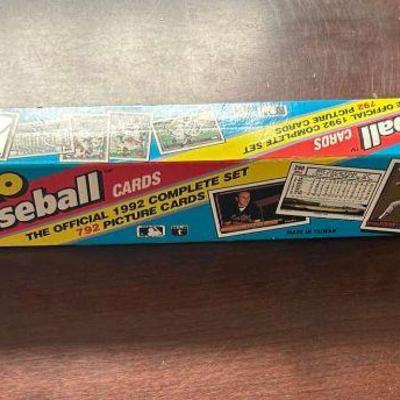 E OFFICIAL 1992 COMPLETE SET
792 PICTURE CARDS
ball
CARDS
seball CARDS
THE OFFICIAL 1992 COMPLETE SET
792 PICTURE CARDS
MADE IN TAIWAN